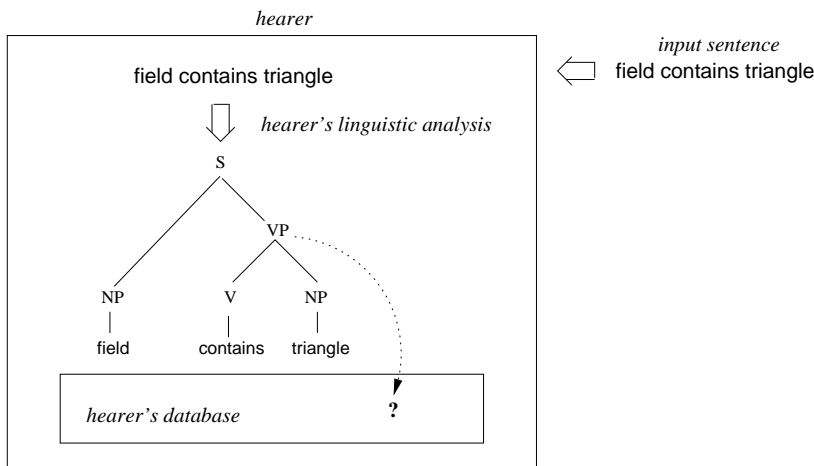 hearer
input sentence
field contains triangle
field contains triangle
hearer's linguistic analysis
S
VP
NP V NP
field contains triangle
hearer's database ?